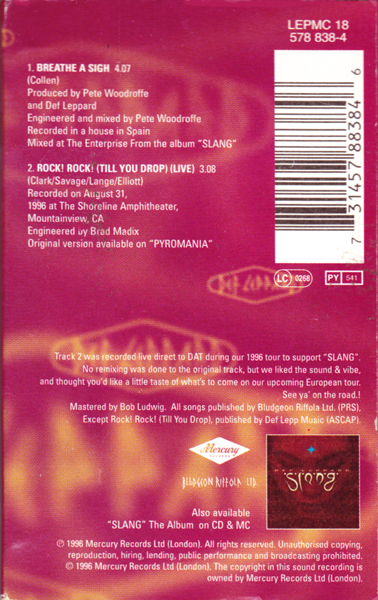 LEPMC 18
578 838-4
1. BREATHE A SIGH 4.07
(Collen)
Produced by Pete Woodroffe
and Def Leppard
Engineered and mixed by Pete Woodroffe
Recorded in a house in Spain
Mixed at The Enterprise From the album "SLANG"
2. ROCK! ROCK! (TILL YOU DROP) (LIVE) 3.08
(Clark/Savage/Lange/Elliott)
Recorded on August 31,
1996 at The Shoreline Amphitheater,
Mountainview, CA
Engineered by Brad Madix
Original version available on "PYROMANIA"
7 31457 88384 6
LC 0268
PY 541
DEF LEPPARD
Track 2 was recorded live direct to DAT during our 1996 tour to support "SLANG".
No remixing was done to the original track, but we liked the sound & vibe,
and thought you'd like a little taste of what's to come on our upcoming European tour.
See ya' on the road.!
Mastered by Bob Ludwig. All songs published by Bludgeon Riffola Ltd. (PRS),
Except Rock! Rock! (Till You Drop), published by Def Lepp Music (ASCAP).
Mercury
RECORDS
BLUDGEON RIFFOLA LTD.
DEF LEPPARD
slang
Also available
"SLANG" The Album on CD & MC
℗ 1996 Mercury Records Ltd (London). All rights reserved. Unauthorised copying,
reproduction, hiring, lending, public performance and broadcasting prohibited.
© 1996 Mercury Records Ltd (London). The copyright in this sound recording is
owned by Mercury Records Ltd (London).